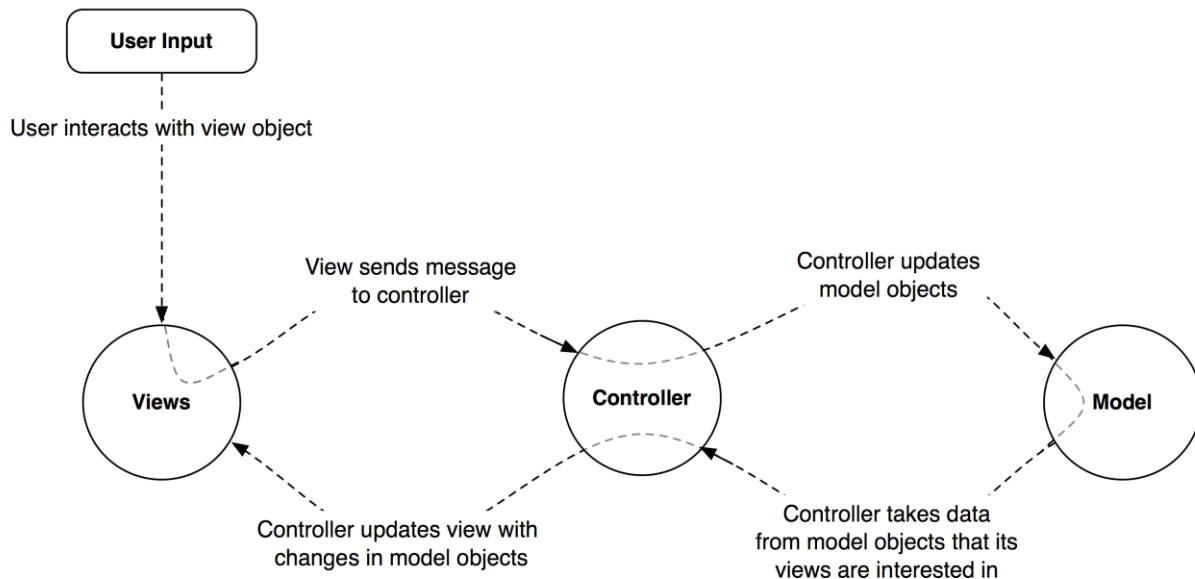 User Input
User interacts with view object
View sends message
to controller
Controller updates
model objects
Views
Controller
Model
Controller updates view with
changes in model objects
Controller takes data
from model objects that its
views are interested in